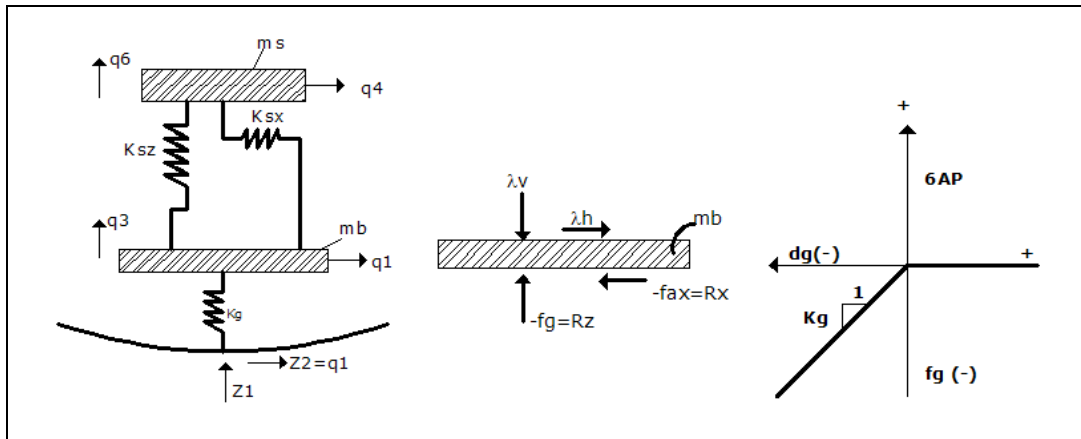 ms
q6
q4
Ksx
Ksz
q3
mb
q1
Kg
Z2=q1
Z1
λv
λh
mb
-fax=Rx
-fg=Rz
+
6AP
dg(-)
+
1
Kg
fg (-)